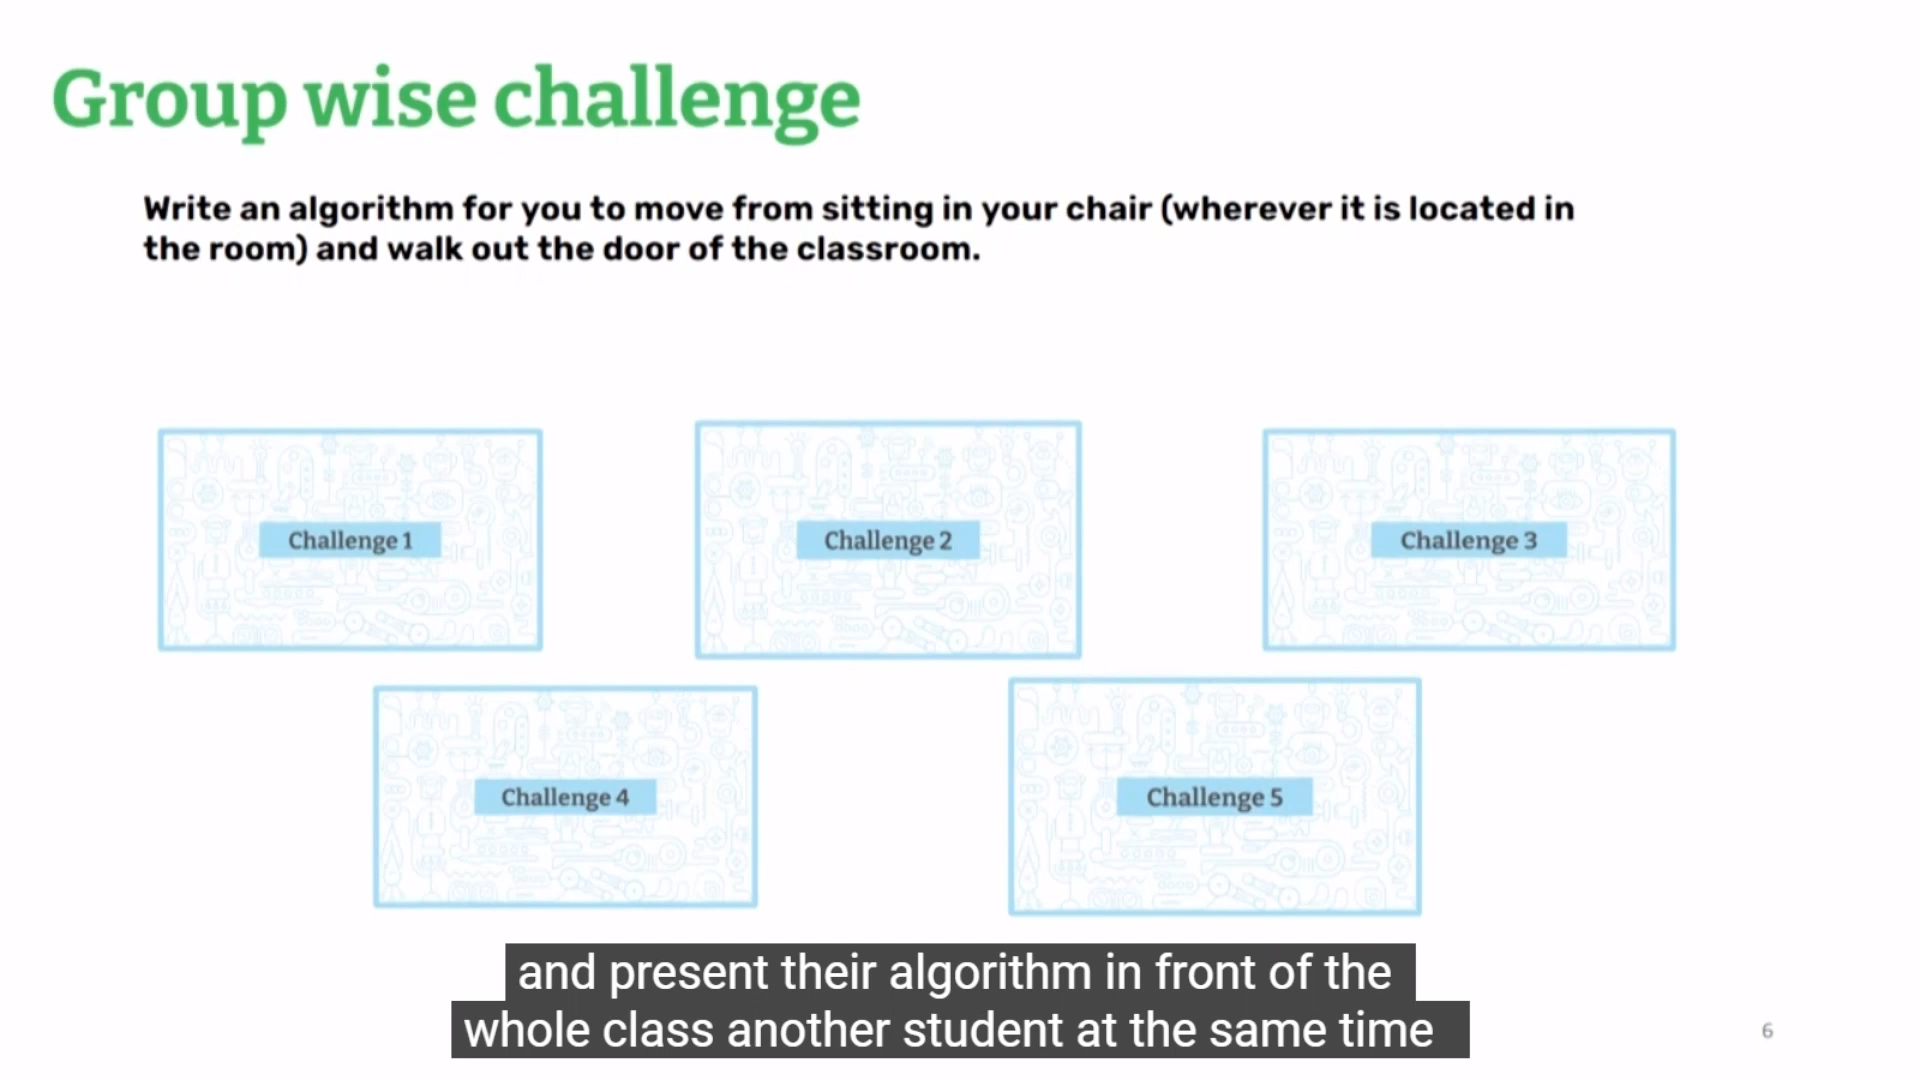 Group wise challenge
Write an algorithm for you to move from sitting in your chair (wherever it is located in
the room) and walk out the door of the classroom.
Challenge 1
Challenge 2
Challenge 3
Challenge 4
Challenge 5
and present their algorithm in front of the
whole class another student at the same time
6